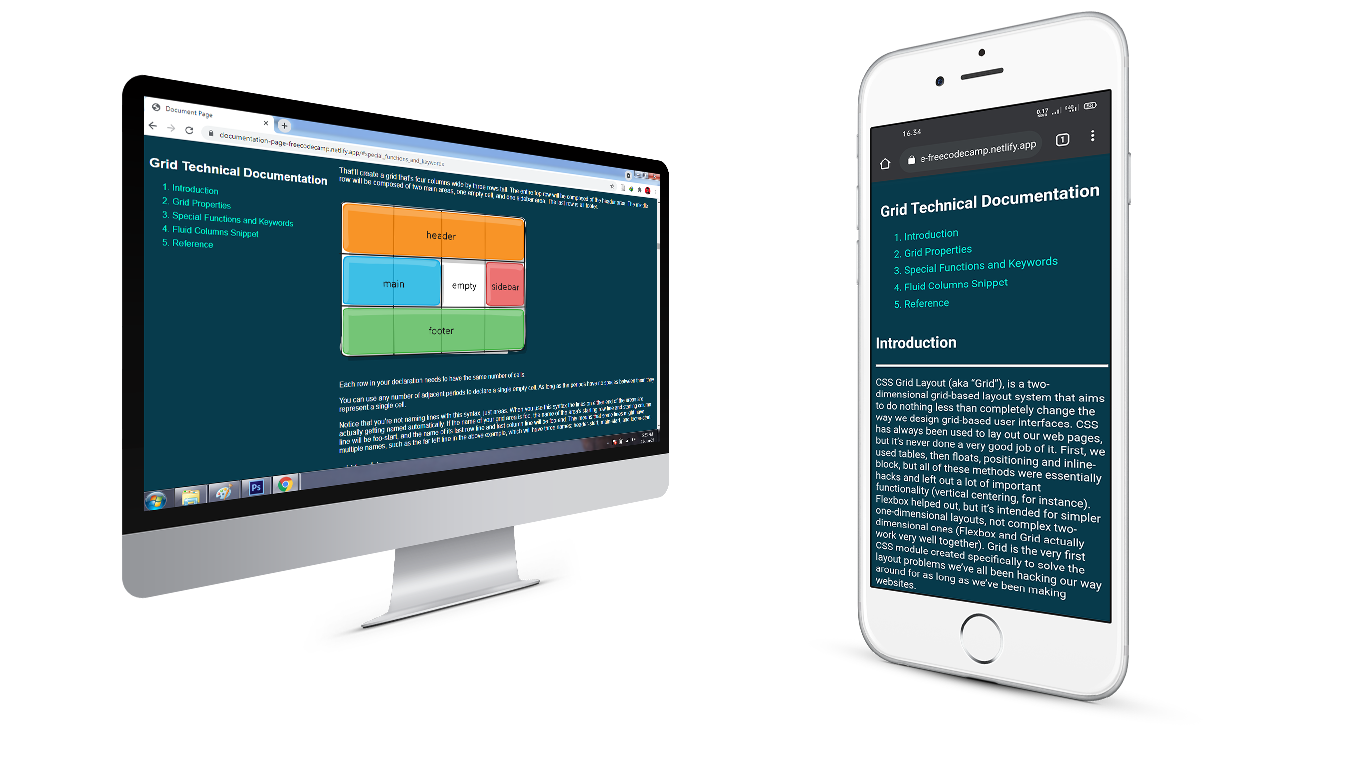 Document Page
documentation-page-freecodecamp.netlify.app/#special_functions_and_keywords
Grid Technical Documentation
1. Introduction
2. Grid Properties
3. Special Functions and Keywords
4. Fluid Columns Snippet
5. Reference
That'll create a grid that's four columns wide by three rows tall. The entire top row will be composed of the header area. The middle
row will be composed of two main areas, one empty cell, and one sidebar area. The last row is all footer.
header
main
empty
sidebar
footer
Each row in your declaration needs to have the same number of cells.
You can use any number of adjacent periods to declare a single empty cell. As long as the periods have no spaces between them they
represent a single cell.
Notice that you're not naming lines with this syntax, just areas. When you use this syntax the lines on either end of the areas are
actually getting named automatically. If the name of your grid area is foo, the name of the area's starting row line and starting column
line will be foo-start, and the name of its last row line and last column line will be foo-end. This means that some lines might have
multiple names, such as the far left line in the above example, which will have three names: header-start, main-start, and footer-start.
Ps
16.34
0.17
e-freecodecamp.netlify.app
1
Grid Technical Documentation
1. Introduction
2. Grid Properties
3. Special Functions and Keywords
4. Fluid Columns Snippet
5. Reference
Introduction
CSS Grid Layout (aka “Grid”), is a two-
dimensional grid-based layout system that aims
to do nothing less than completely change the
way we design grid-based user interfaces. CSS
has always been used to lay out our web pages,
but it’s never done a very good job of it. First, we
used tables, then floats, positioning and inline-
block, but all of these methods were essentially
hacks and left out a lot of important
functionality (vertical centering, for instance).
Flexbox helped out, but it’s intended for simpler
one-dimensional layouts, not complex two-
dimensional ones (Flexbox and Grid actually
work very well together). Grid is the very first
CSS module created specifically to solve the
layout problems we’ve all been hacking our way
around for as long as we’ve been making
websites.